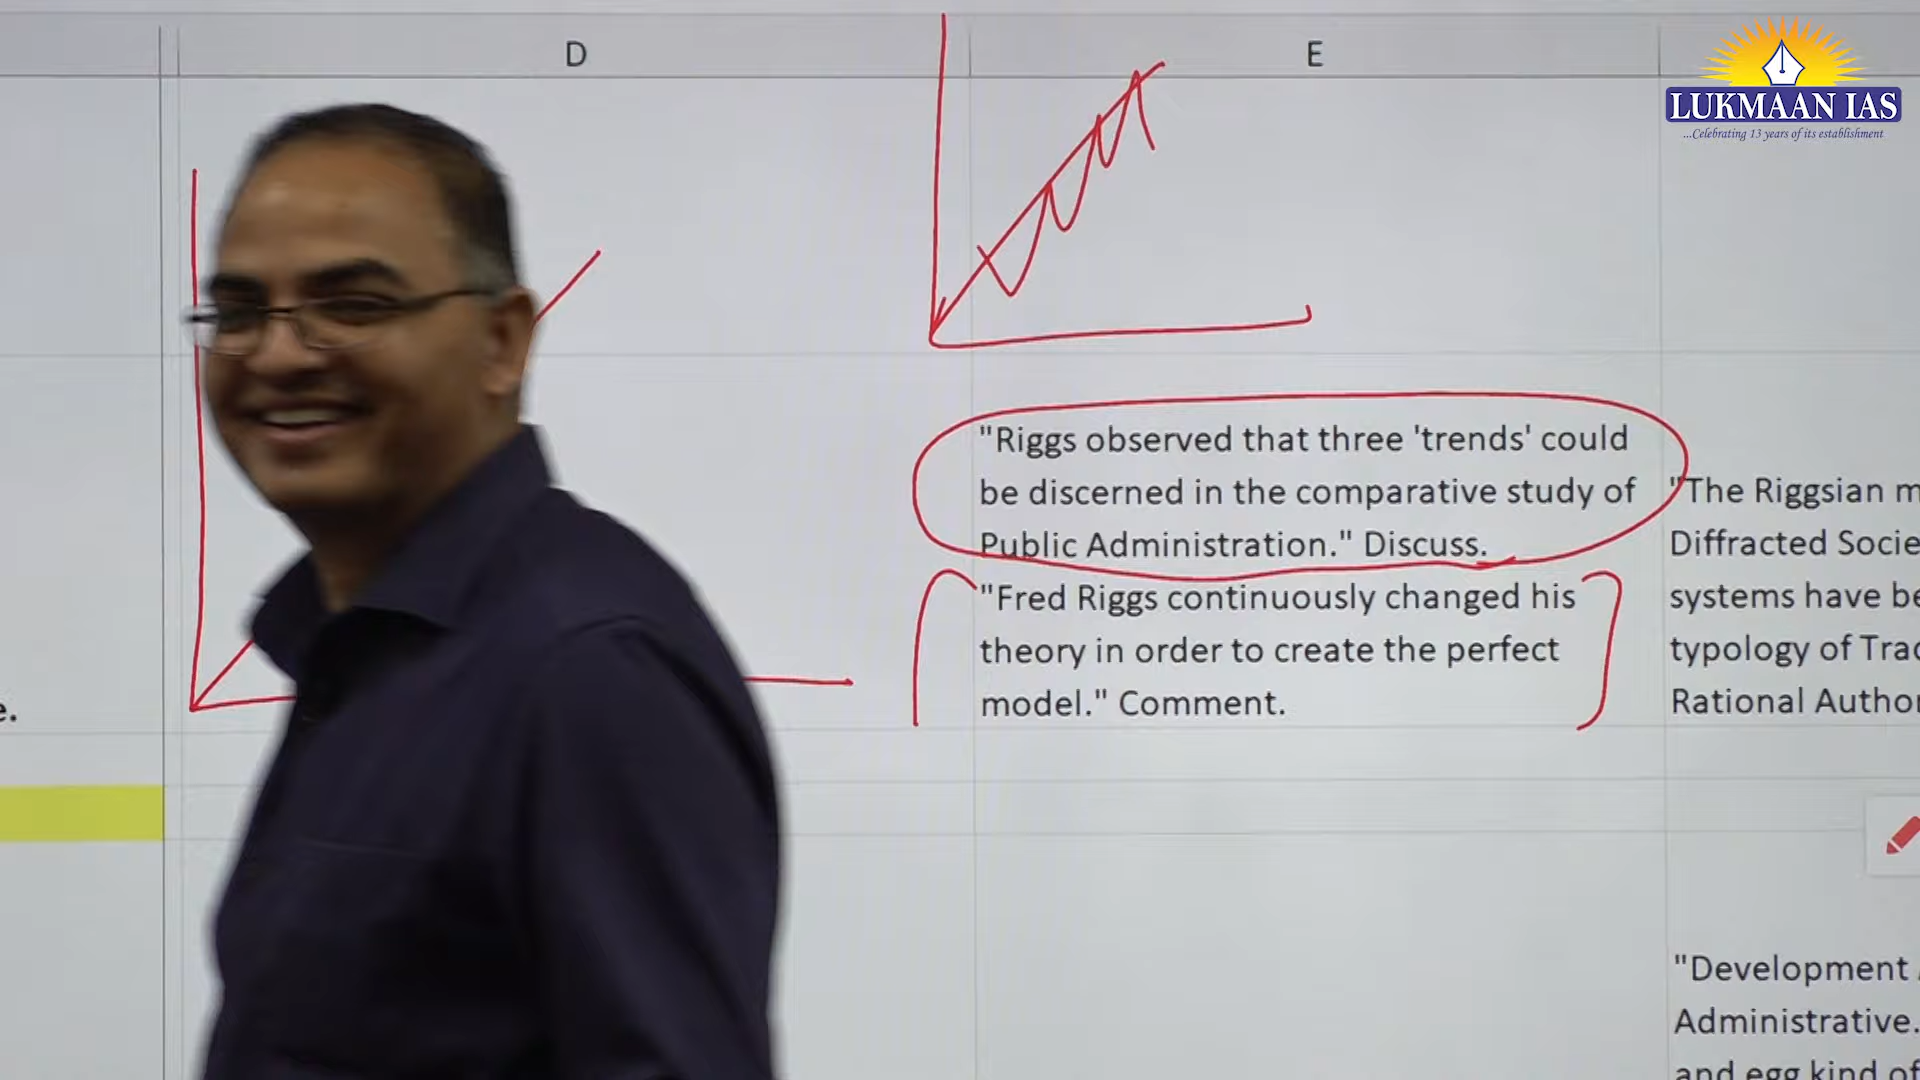 D
E
LUKMAAN IAS
...Celebrating 13 years of its establishment
"Riggs observed that three 'trends' could
be discerned in the comparative study of
Public Administration." Discuss.
"Fred Riggs continuously changed his
theory in order to create the perfect
model." Comment.
"The Riggsian m
Diffracted Socie
systems have be
typology of Trad
Rational Author
e.
"Development
Administrative.
and egg kind of